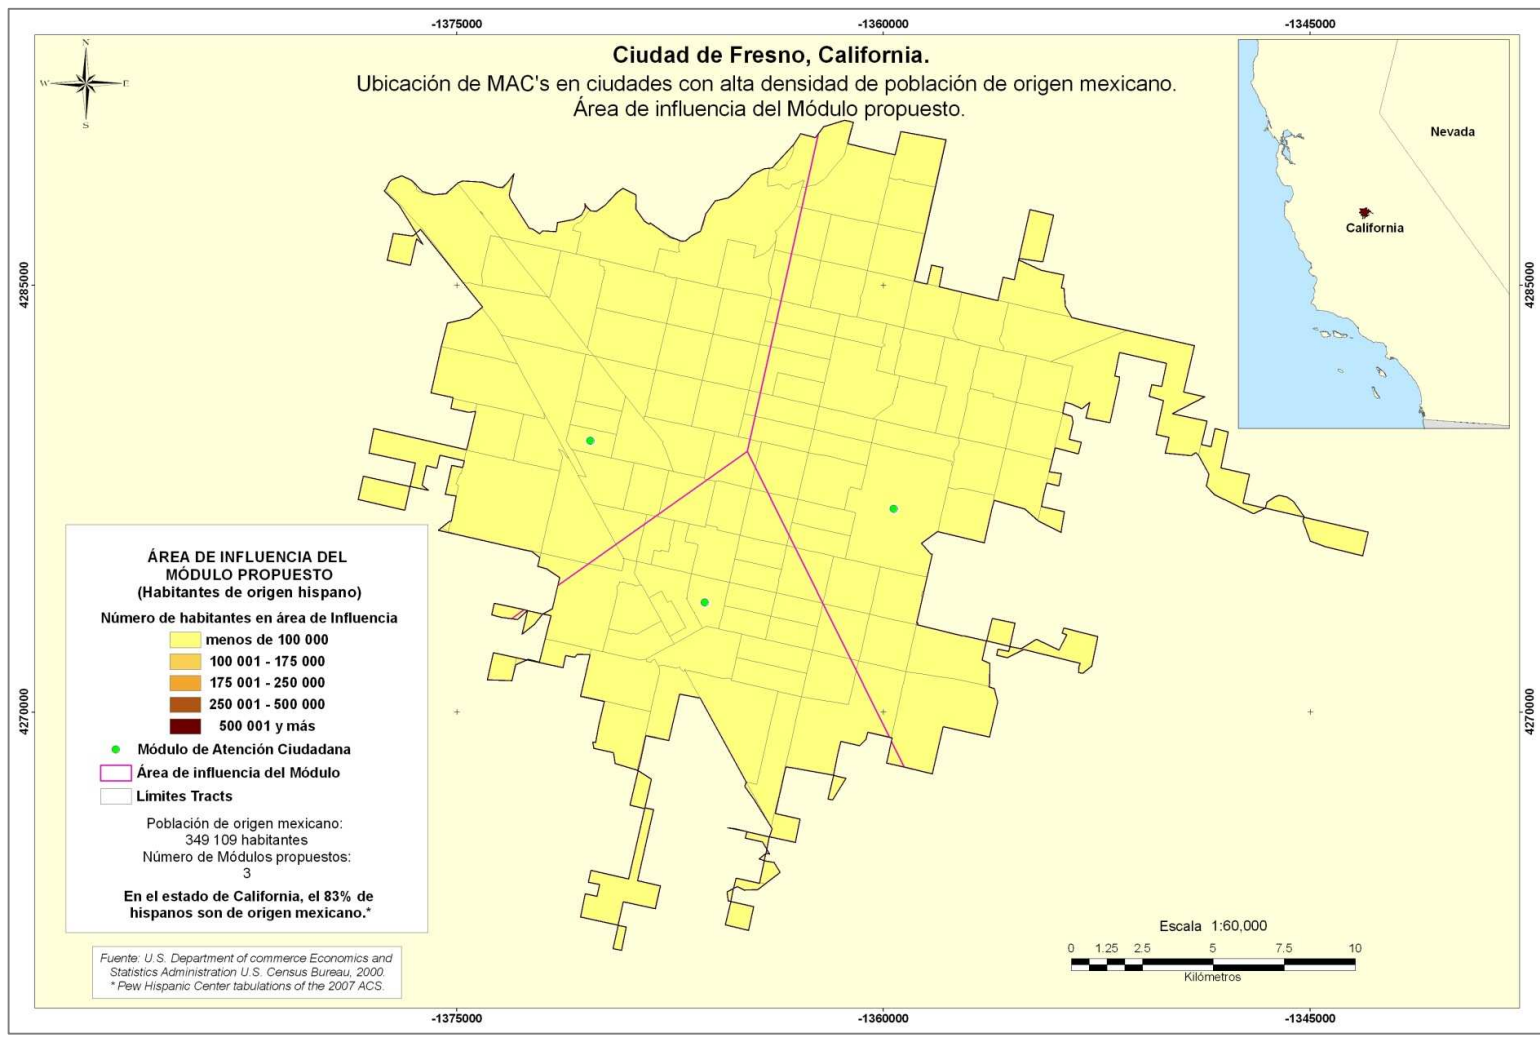 -1375000
-1360000
-1345000
N
W
E
S
Ciudad de Fresno, California.
Ubicación de MAC's en ciudades con alta densidad de población de origen mexicano.
Área de influencia del Módulo propuesto.
Nevada
California
4285000
4285000
ÁREA DE INFLUENCIA DEL
MÓDULO PROPUESTO
(Habitantes de origen hispano)
Número de habitantes en área de Influencia
menos de 100 000
100 001 - 175 000
175 001 - 250 000
250 001 - 500 000
500 001 y más
Módulo de Atención Ciudadana
Área de influencia del Módulo
Límites Tracts
Población de origen mexicano:
349 109 habitantes
Número de Módulos propuestos:
3
En el estado de California, el 83% de
hispanos son de origen mexicano.*
4270000
4270000
Fuente: U.S. Department of commerce Economics and
Statistics Administration U.S. Census Bureau, 2000.
* Pew Hispanic Center tabulations of the 2007 ACS.
Escala 1:60,000
0 1.25 2.5 5 7.5 10
Kilómetros
-1375000
-1360000
-1345000